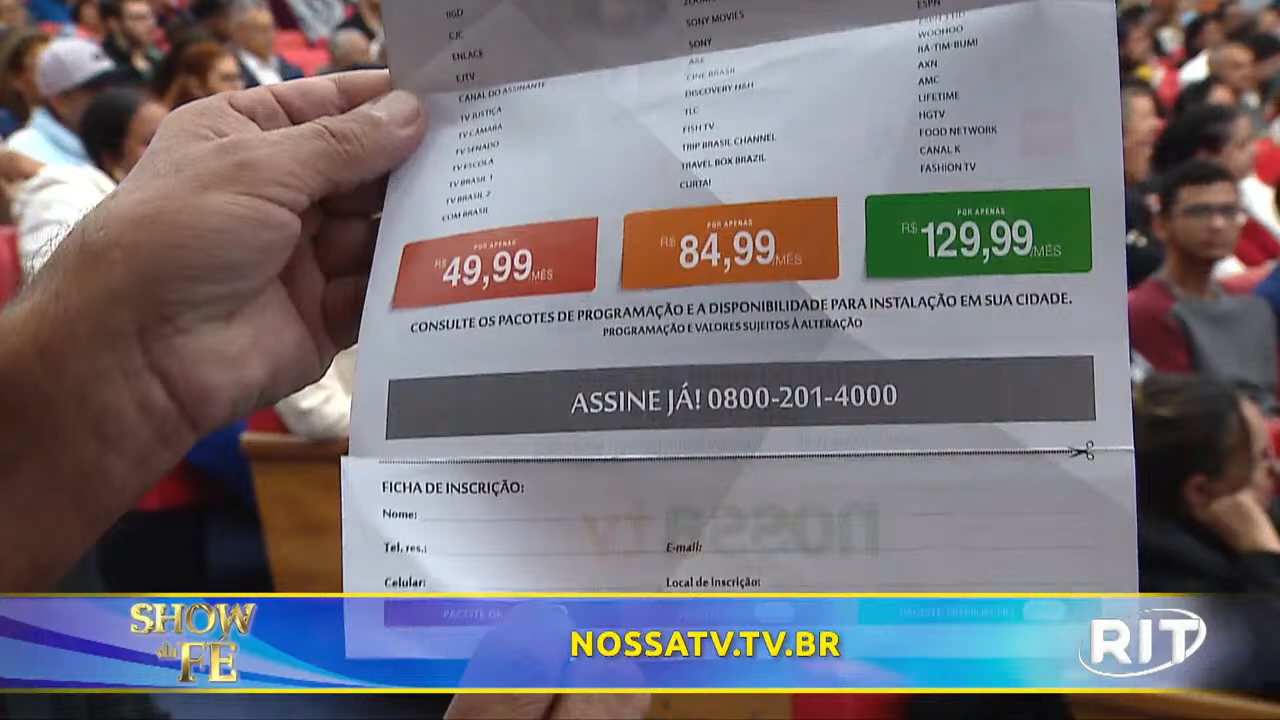 IIGD
CJC
ENLACE
EJTV
CANAL DO ASSINANTE
TV JUSTIÇA
TV CÂMARA
TV SENADO
TV ESCOLA
TV BRASIL 1
TV BRASIL 2
COM BRASIL
SONY MOVIES
SONY
A&E
CINE BRASIL
DISCOVERY H&H
TLC
FISH TV
TRIP BRASIL CHANNEL
TRAVEL BOX BRAZIL
CURTA!
ESPN
WOOHOO
RÁ-TIM-BUM!
AXN
AMC
LIFETIME
HGTV
FOOD NETWORK
CANAL K
FASHION TV
POR APENAS
R$ 49,99/MÊS
POR APENAS
R$ 84,99/MÊS
POR APENAS
R$ 129,99/MÊS
CONSULTE OS PACOTES DE PROGRAMAÇÃO E A DISPONIBILIDADE PARA INSTALAÇÃO EM SUA CIDADE.
PROGRAMAÇÃO E VALORES SUJEITOS À ALTERAÇÃO
ASSINE JÁ! 0800-201-4000
FICHA DE INSCRIÇÃO:
Nome:
Tel. res.:
E-mail:
Celular:
Local de inscrição:
SHOW da FÉ
NOSSATV.TV.BR
RIT